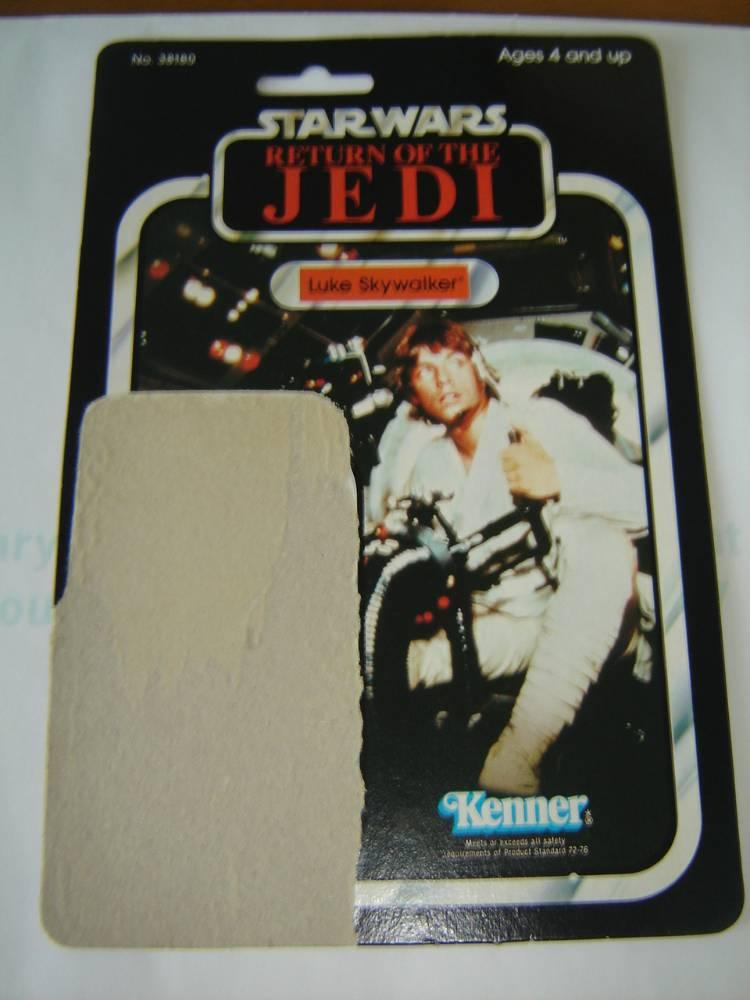 No. 38180
Ages 4 and up
STAR WARS
RETURN OF THE
JEDI
Luke Skywalker
Kenner
Meets or exceeds all safety
requirements of Product Standard 72-76